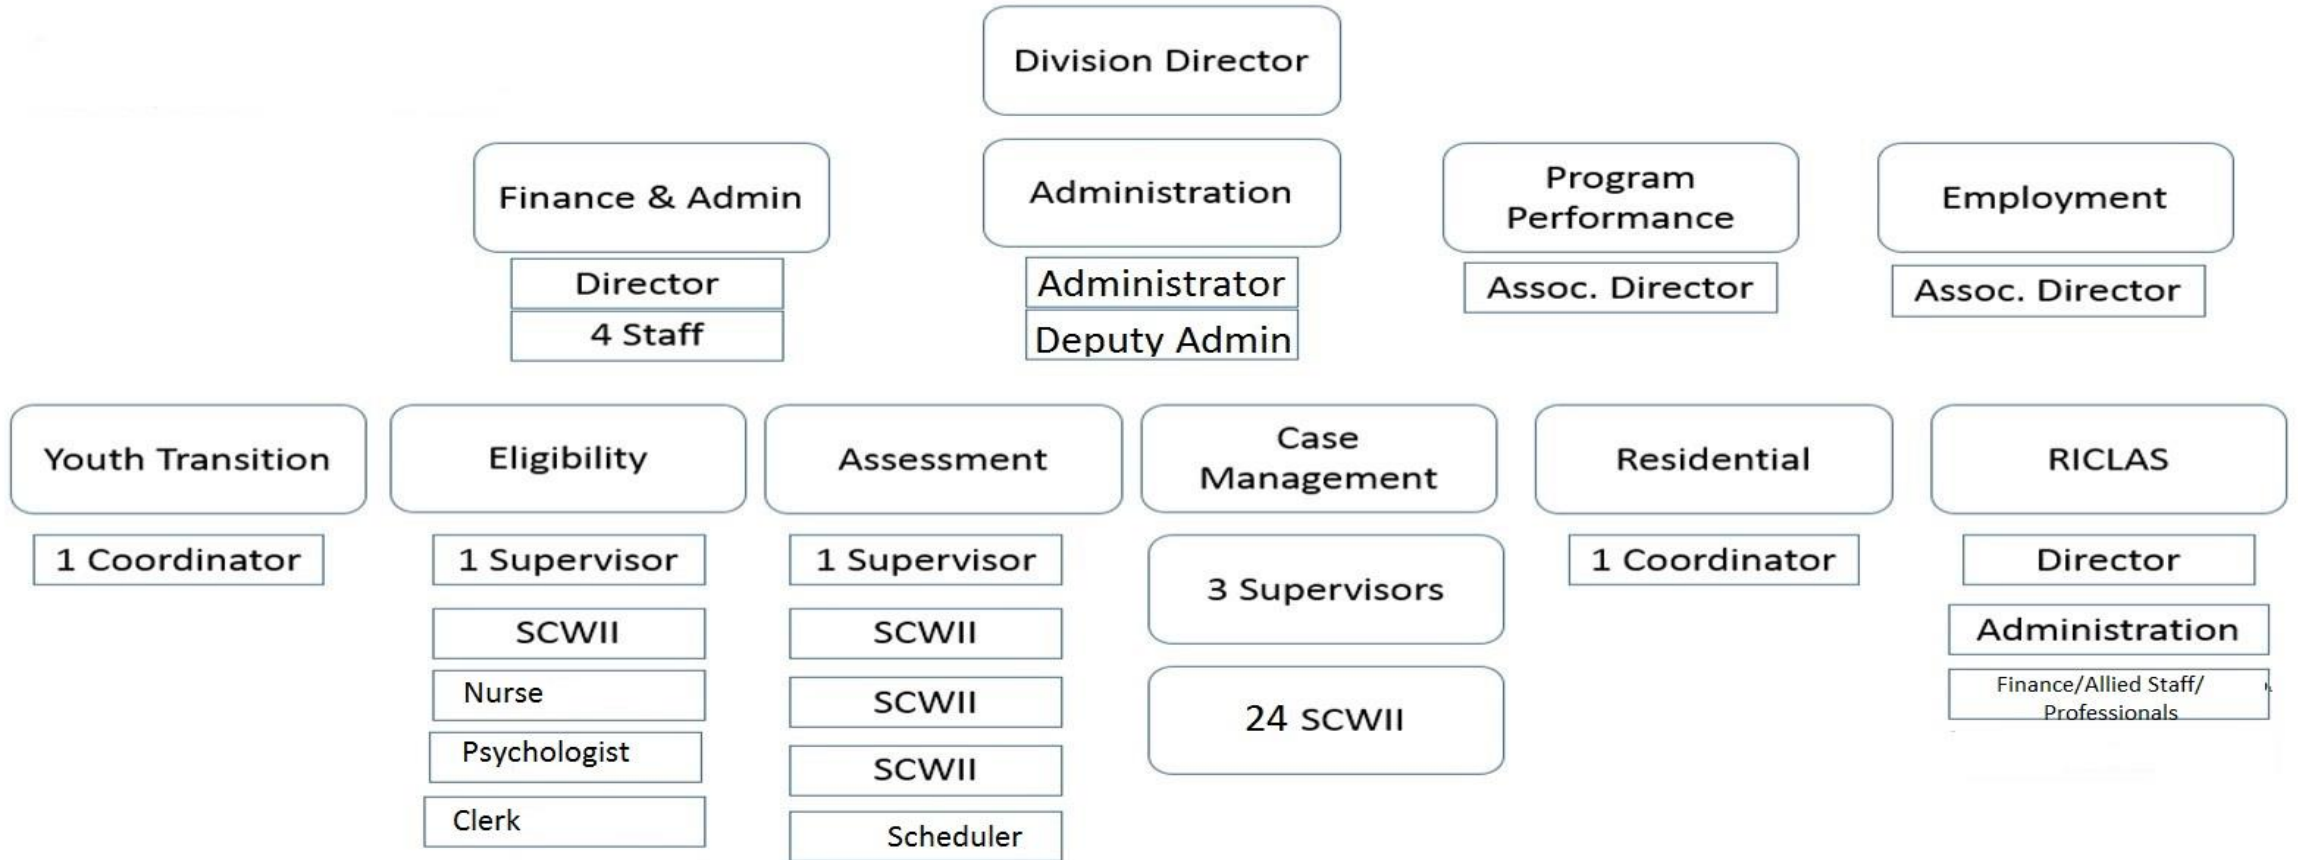 Division Director
Finance & Admin
Director
4 Staff
Administration
Administrator
Deputy Admin
Program
Performance
Assoc. Director
Employment
Assoc. Director
Youth Transition
1 Coordinator
Eligibility
1 Supervisor
SCWII
Nurse
Psychologist
Clerk
Assessment
1 Supervisor
SCWII
SCWII
SCWII
Scheduler
Case
Management
3 Supervisors
24 SCWII
Residential
1 Coordinator
RICLAS
Director
Administration
Finance/Allied Staff/
Professionals